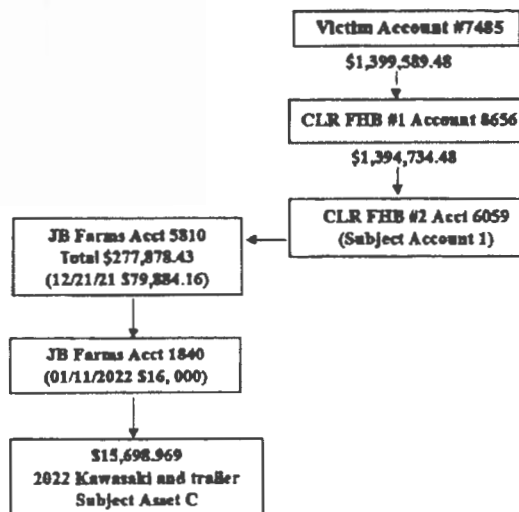 Victim Account #7485
$1,399,589.48
CLR FHB #1 Account 8656
$1,394,734.48
CLR FHB #2 Acct 6059
(Subject Account 1)
JB Farms Acct 5810
Total $277,878.43
(12/21/21 $79,884.16)
JB Farms Acct 1840
(01/11/2022 $16, 000)
$15,698.969
2022 Kawasaki and trailer
Subject Asset C